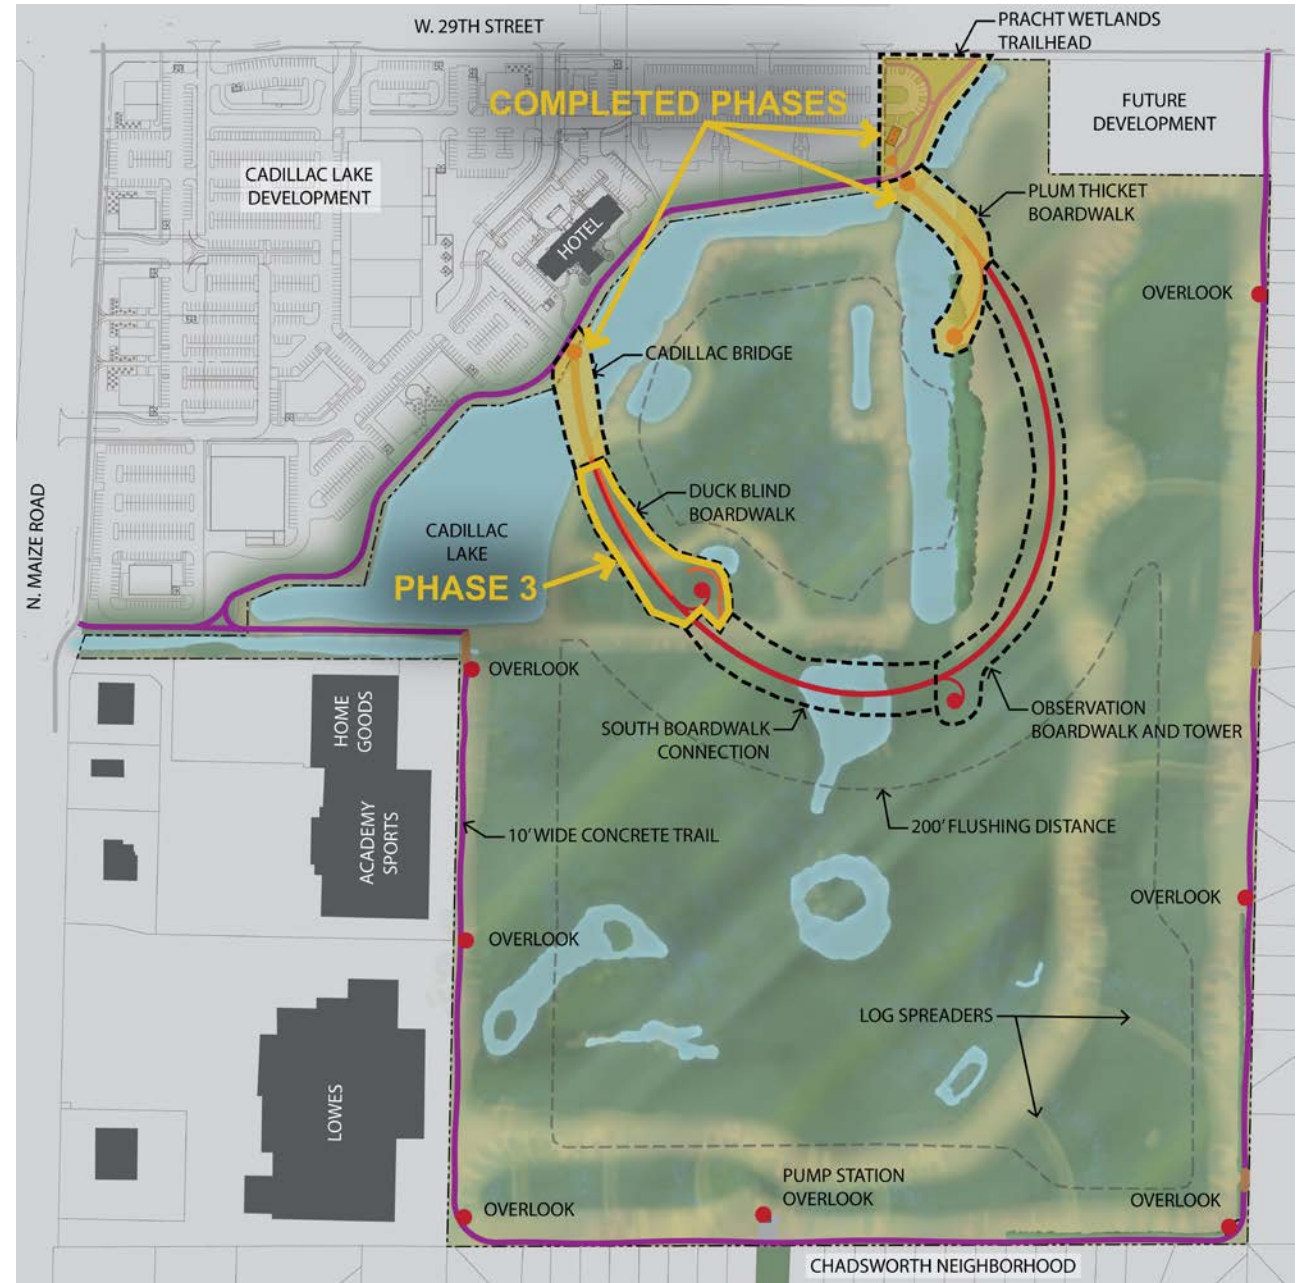 W. 29TH STREET
PRACHT WETLANDS
TRAILHEAD
COMPLETED PHASES
FUTURE
DEVELOPMENT
CADILLAC LAKE
DEVELOPMENT
PLUM THICKET
BOARDWALK
HOTEL
OVERLOOK
CADILLAC BRIDGE
DUCK BLIND
BOARDWALK
N. MAIZE ROAD
CADILLAC
LAKE
PHASE 3
OVERLOOK
HOME
GOODS
SOUTH BOARDWALK
CONNECTION
OBSERVATION
BOARDWALK AND TOWER
ACADEMY
SPORTS
10' WIDE CONCRETE TRAIL
200' FLUSHING DISTANCE
OVERLOOK
OVERLOOK
LOG SPREADERS
LOWES
PUMP STATION
OVERLOOK
OVERLOOK
OVERLOOK
CHADSWORTH NEIGHBORHOOD